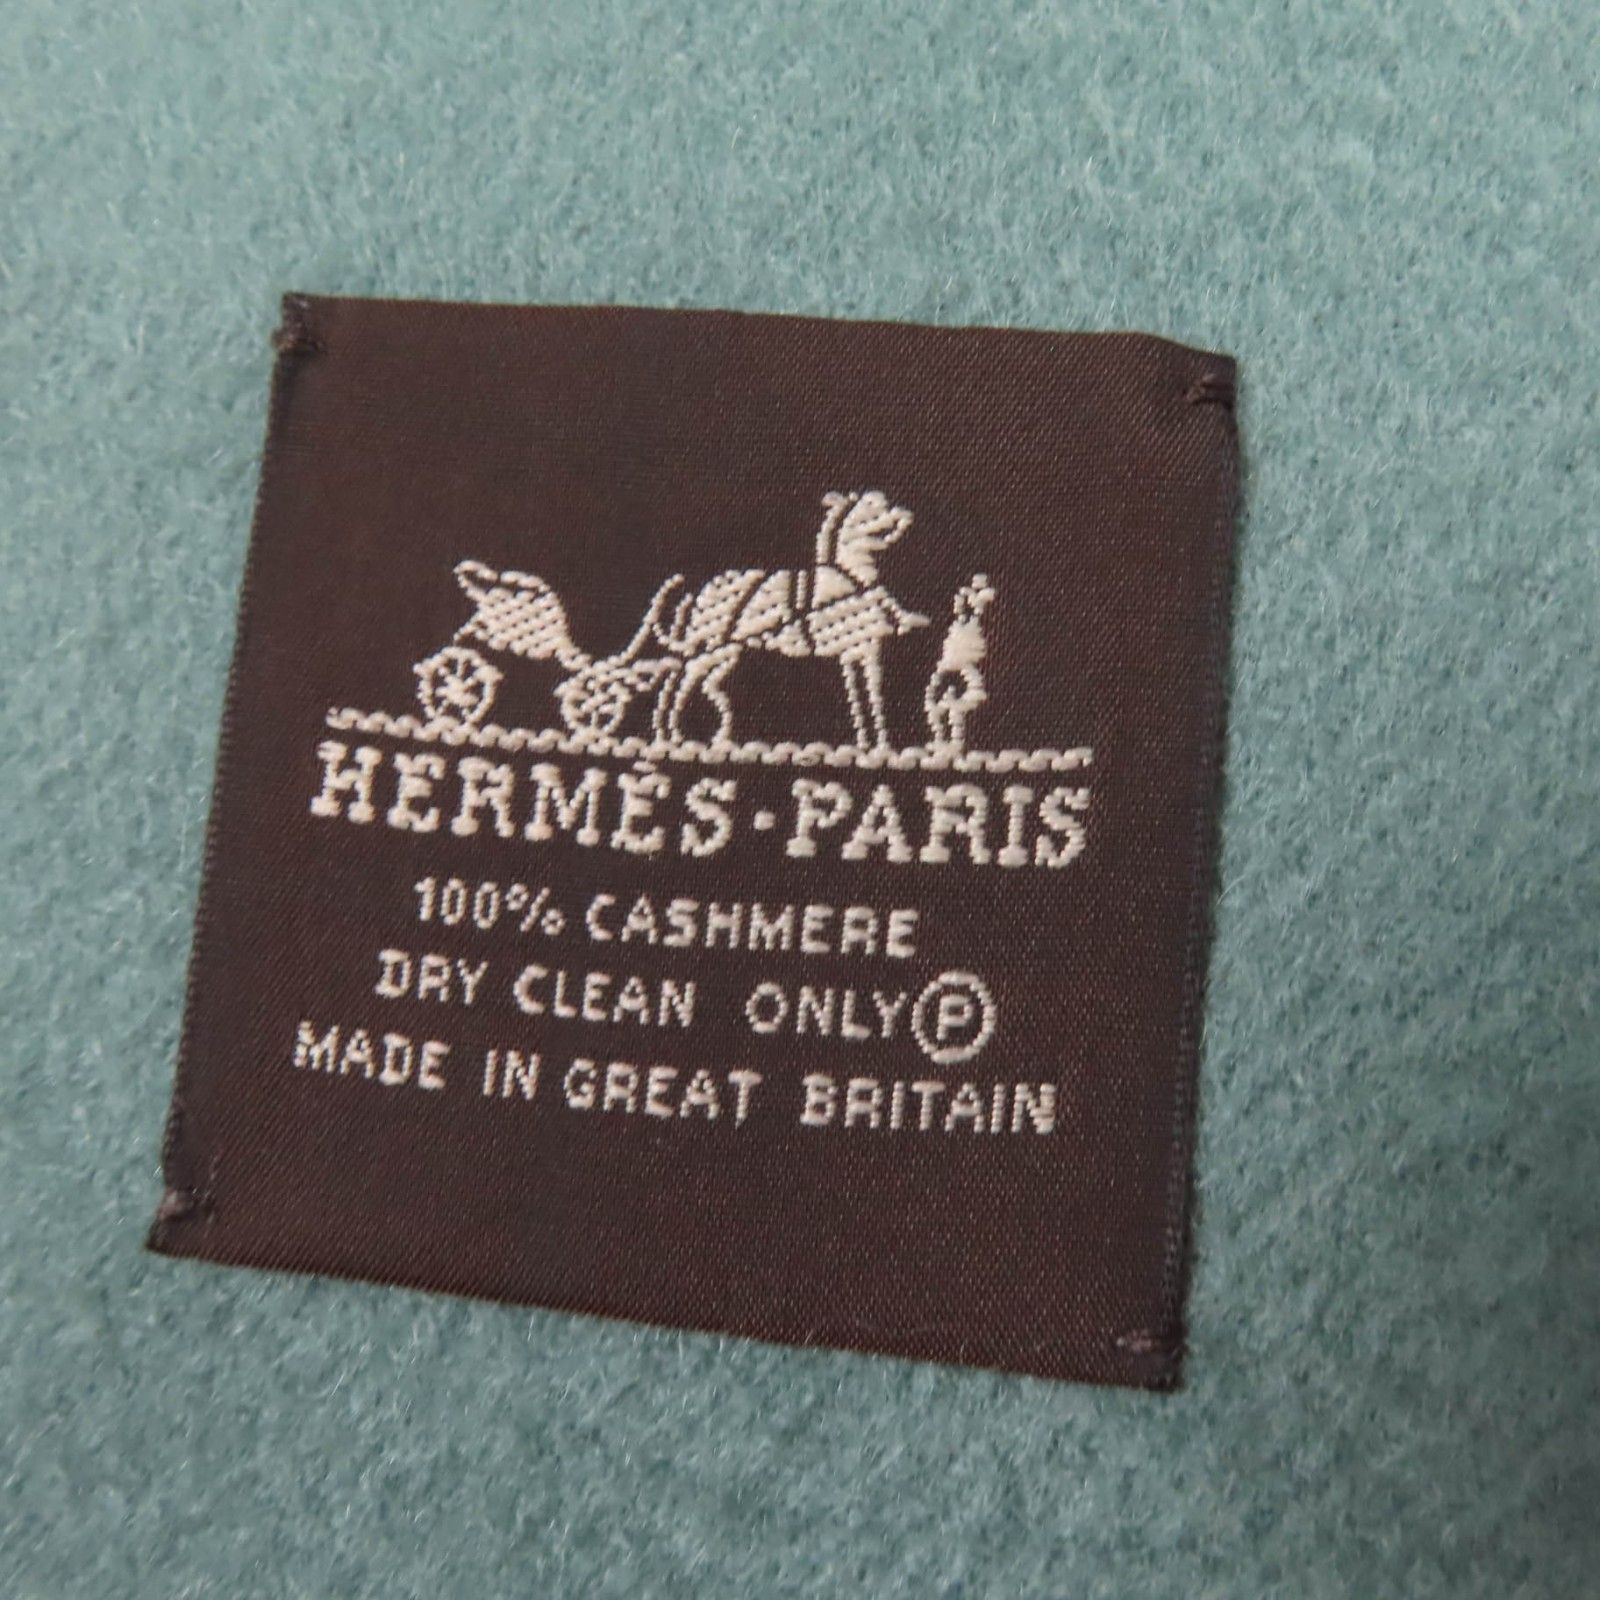 HERMÈS·PARIS
100% CASHMERE
DRY CLEAN ONLY Ⓟ
MADE IN GREAT BRITAIN